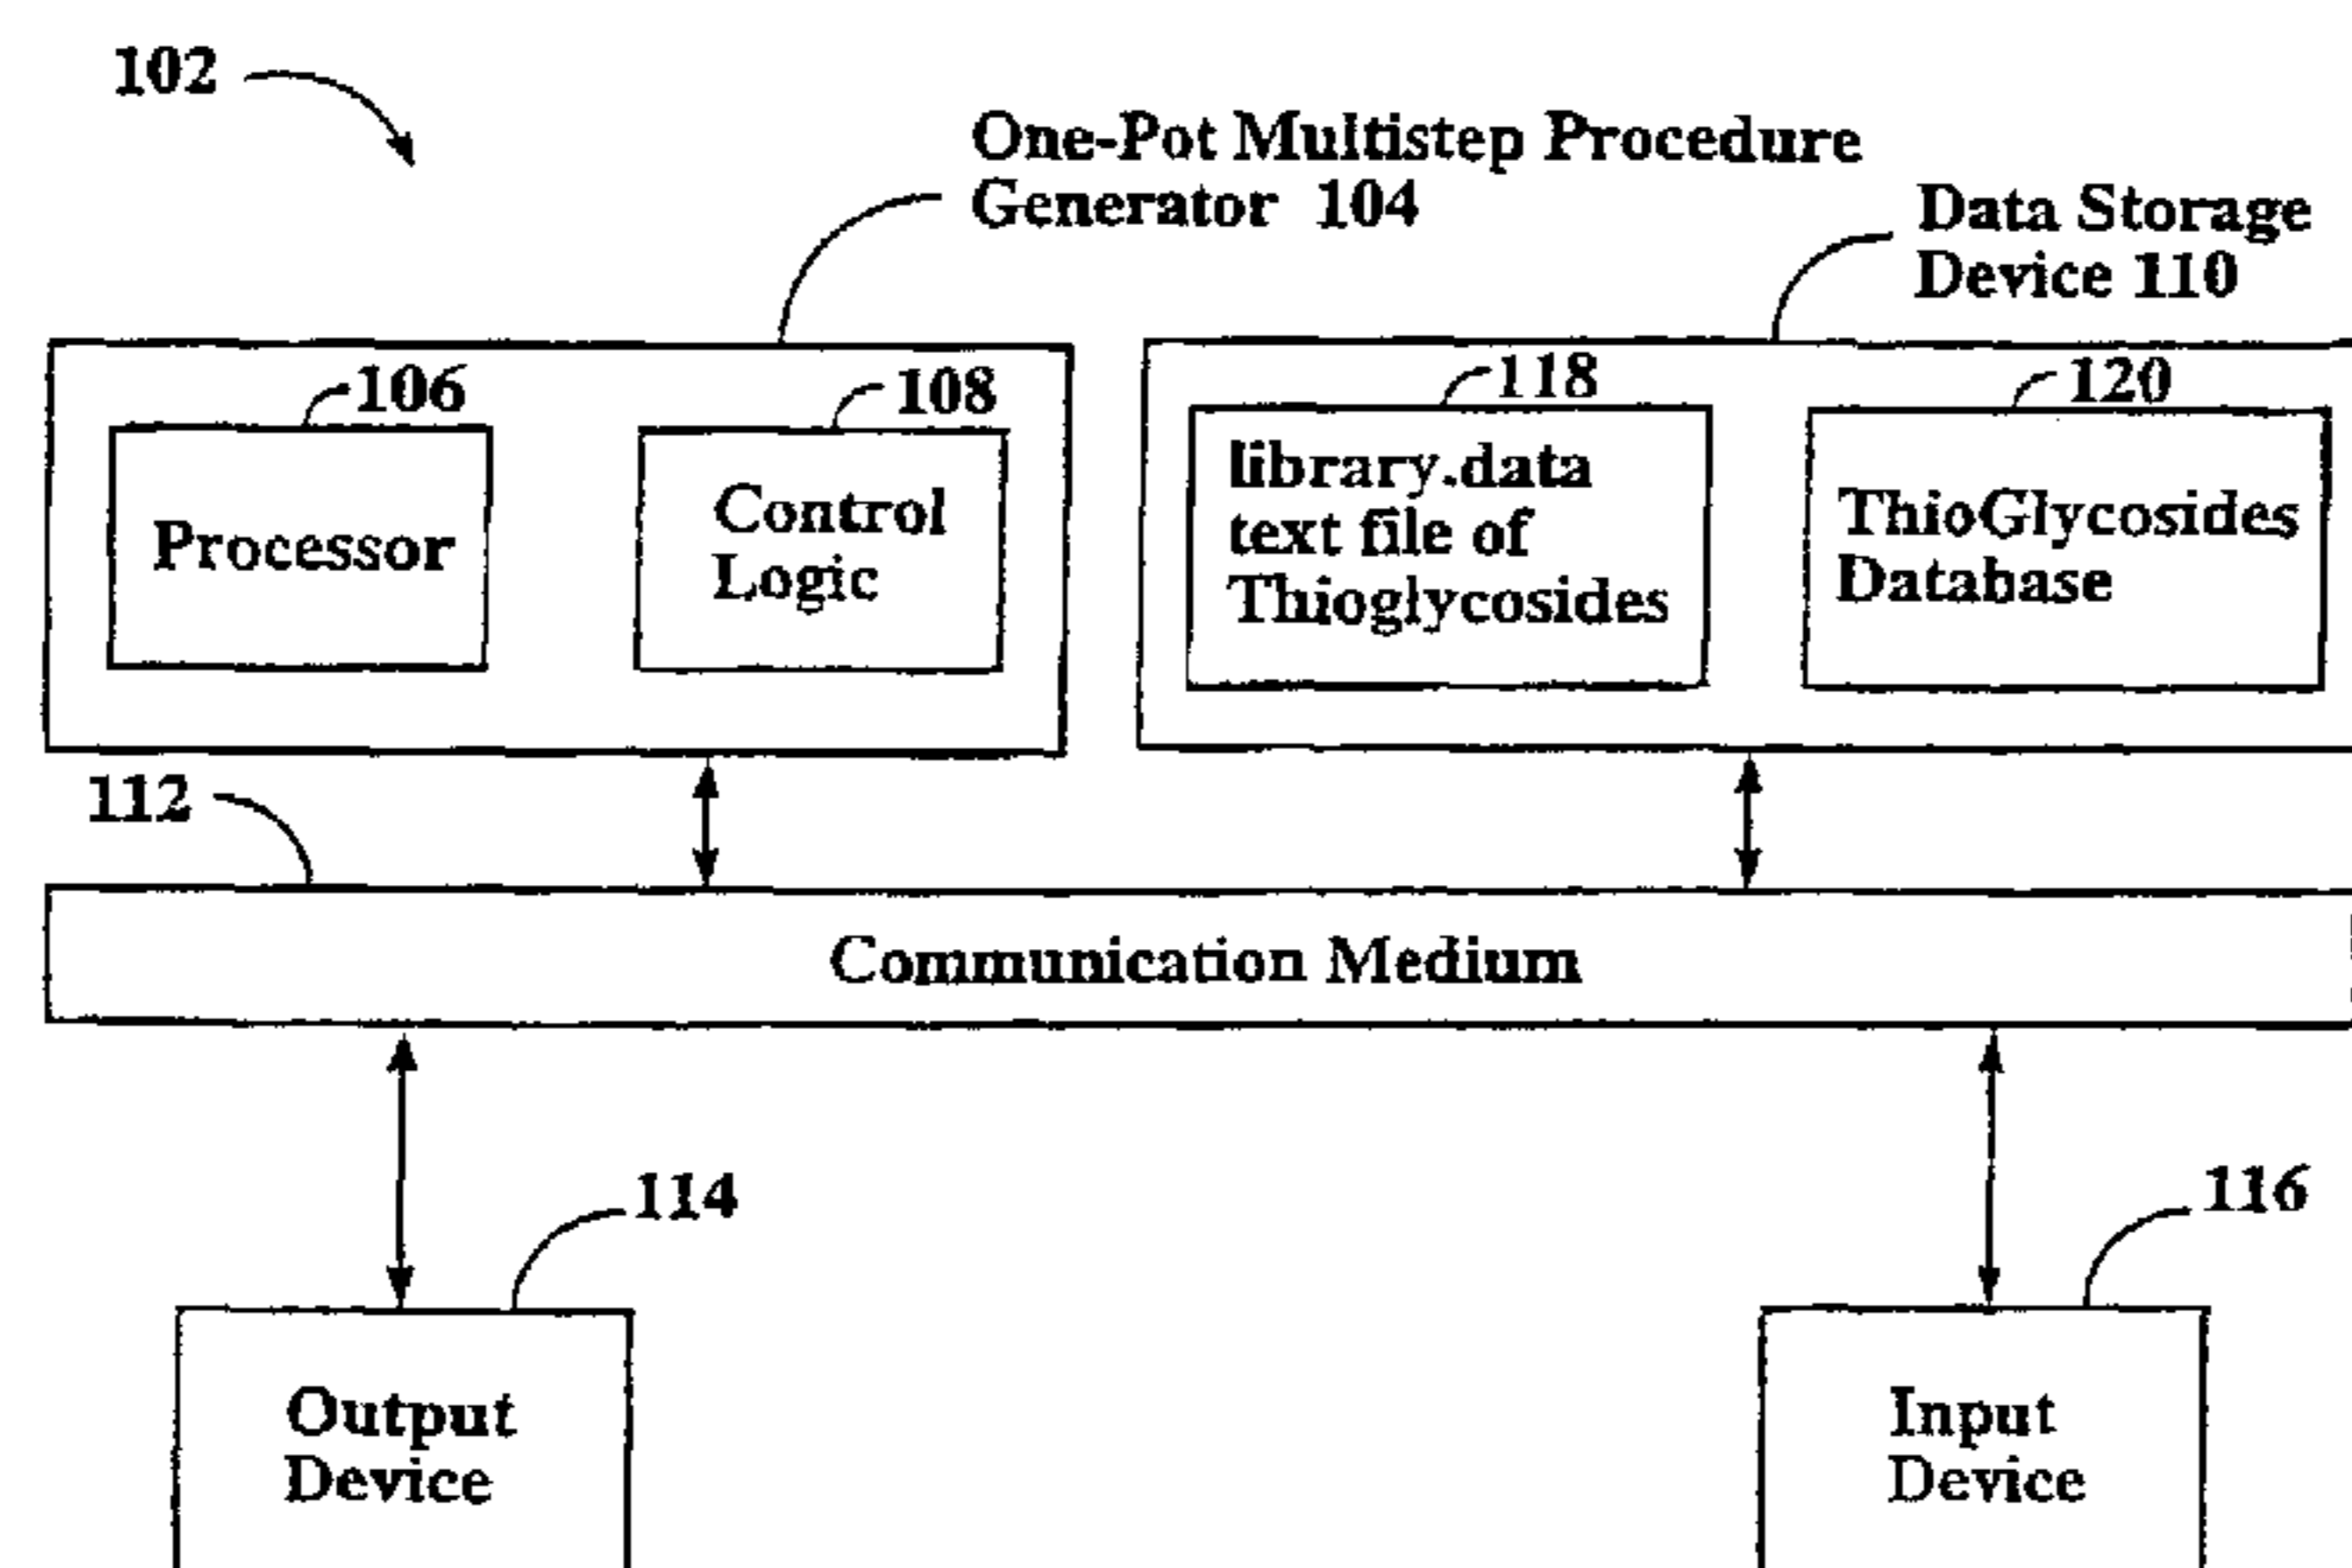 102
One-Pot Multistep Procedure
Generator 104
Data Storage
Device 110
106
108
118
120
Processor
Control
Logic
library.data
text file of
Thioglycosides
ThioGlycosides
Database
112
Communication Medium
114
116
Output
Device
Input
Device